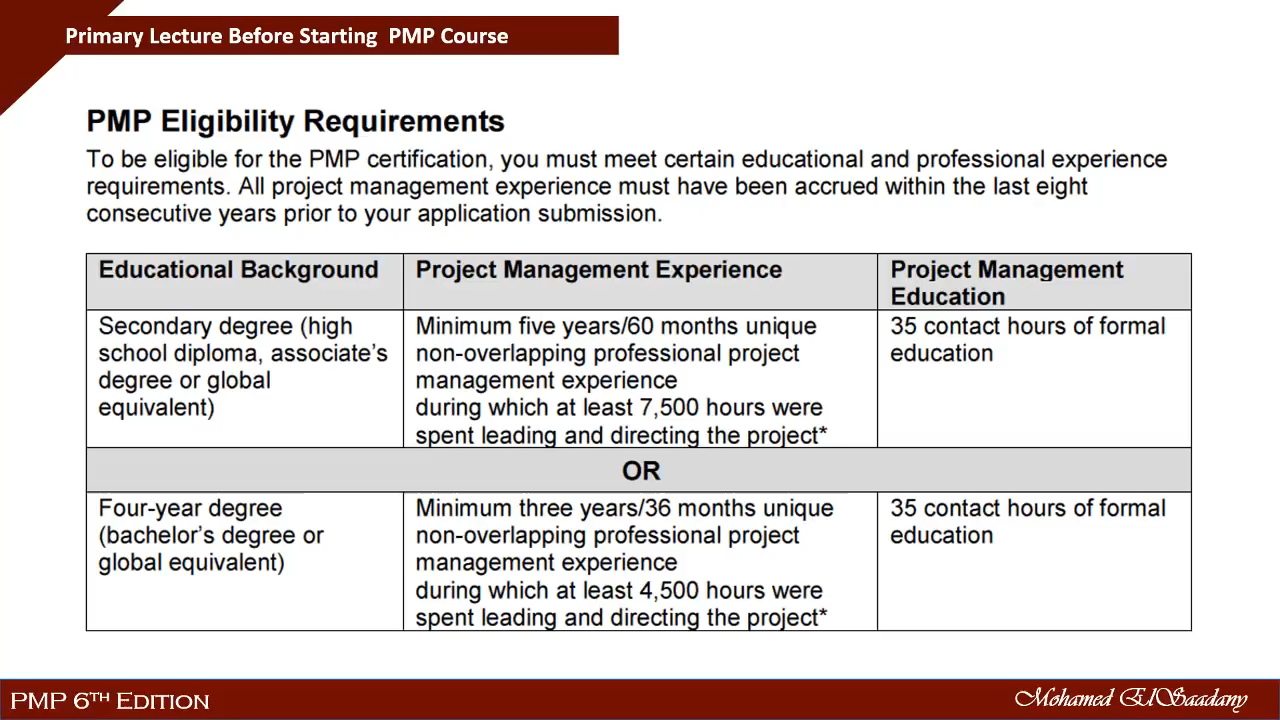 Primary Lecture Before Starting PMP Course
PMP Eligibility Requirements
To be eligible for the PMP certification, you must meet certain educational and professional experience
requirements. All project management experience must have been accrued within the last eight
consecutive years prior to your application submission.
Educational Background
Project Management Experience
Project Management
Education
Secondary degree (high
school diploma, associate’s
degree or global
equivalent)
Minimum five years/60 months unique
non-overlapping professional project
management experience
during which at least 7,500 hours were
spent leading and directing the project*
35 contact hours of formal
education
OR
Four-year degree
(bachelor’s degree or
global equivalent)
Minimum three years/36 months unique
non-overlapping professional project
management experience
during which at least 4,500 hours were
spent leading and directing the project*
35 contact hours of formal
education
PMP 6TH EDITION
Mohamed ElSaadany